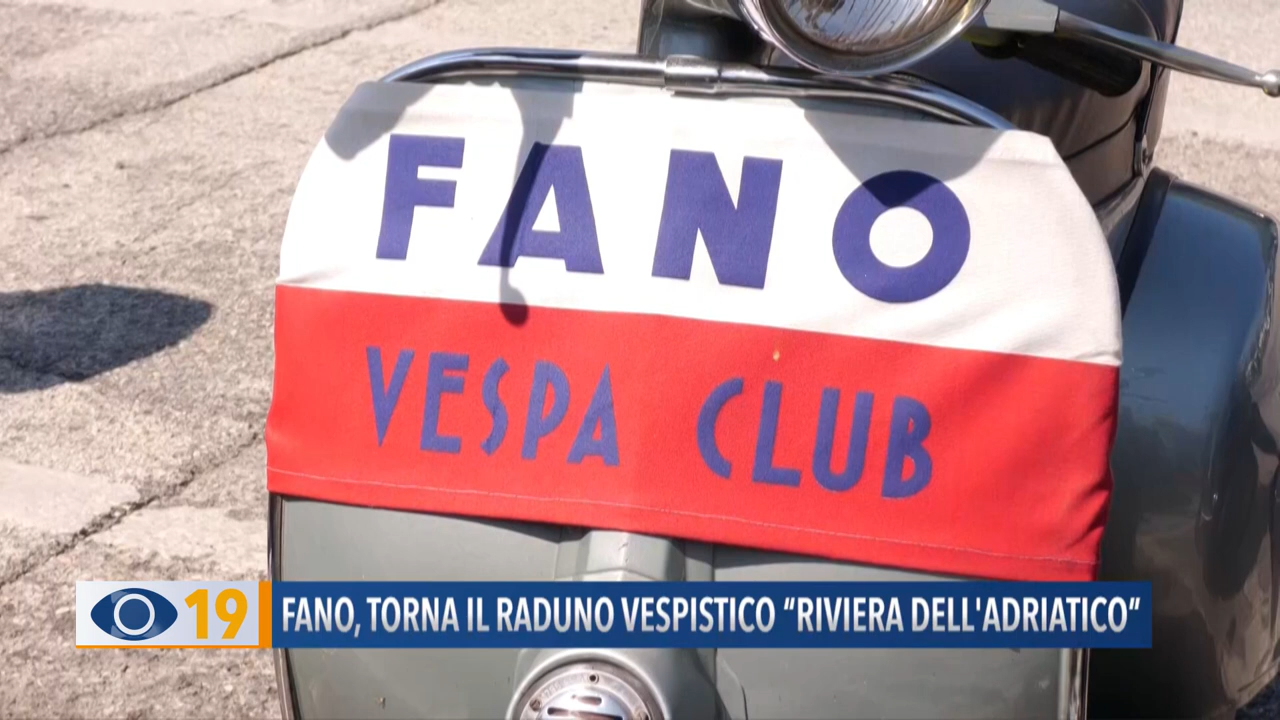 FANO
VESPA CLUB
19 FANO, TORNA IL RADUNO VESPISTICO “RIVIERA DELL'ADRIATICO”